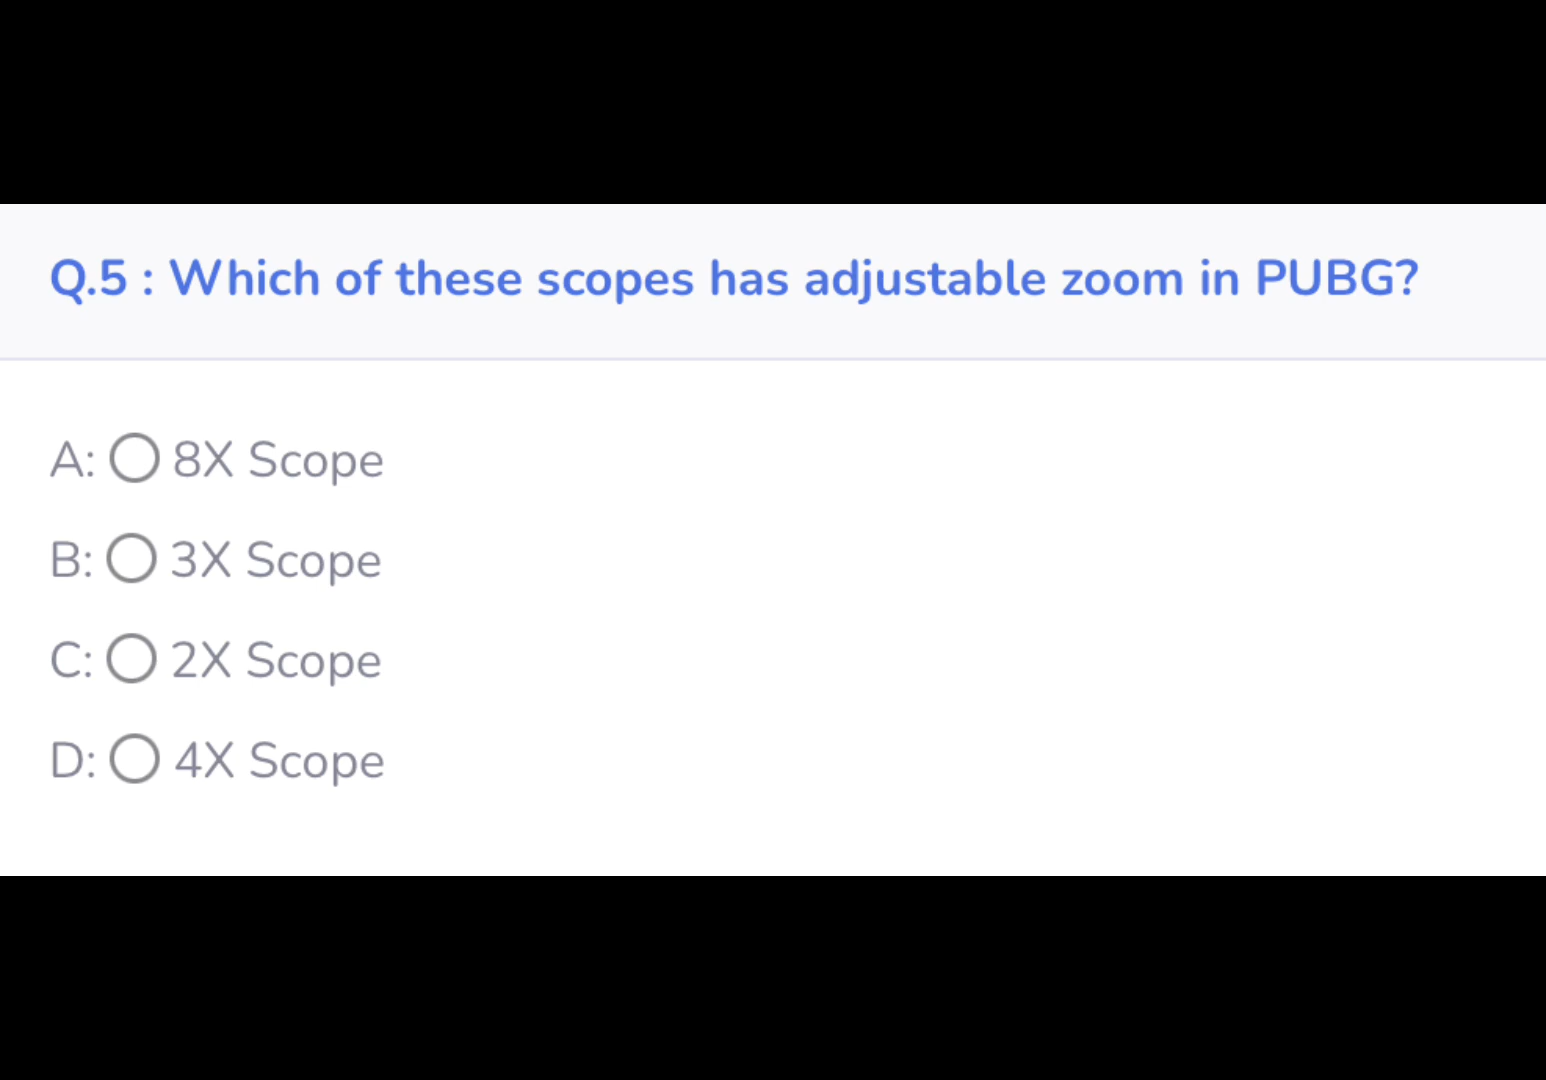 Q.5 : Which of these scopes has adjustable zoom in PUBG?
A: 8X Scope
B: 3X Scope
C: 2X Scope
D: 4X Scope